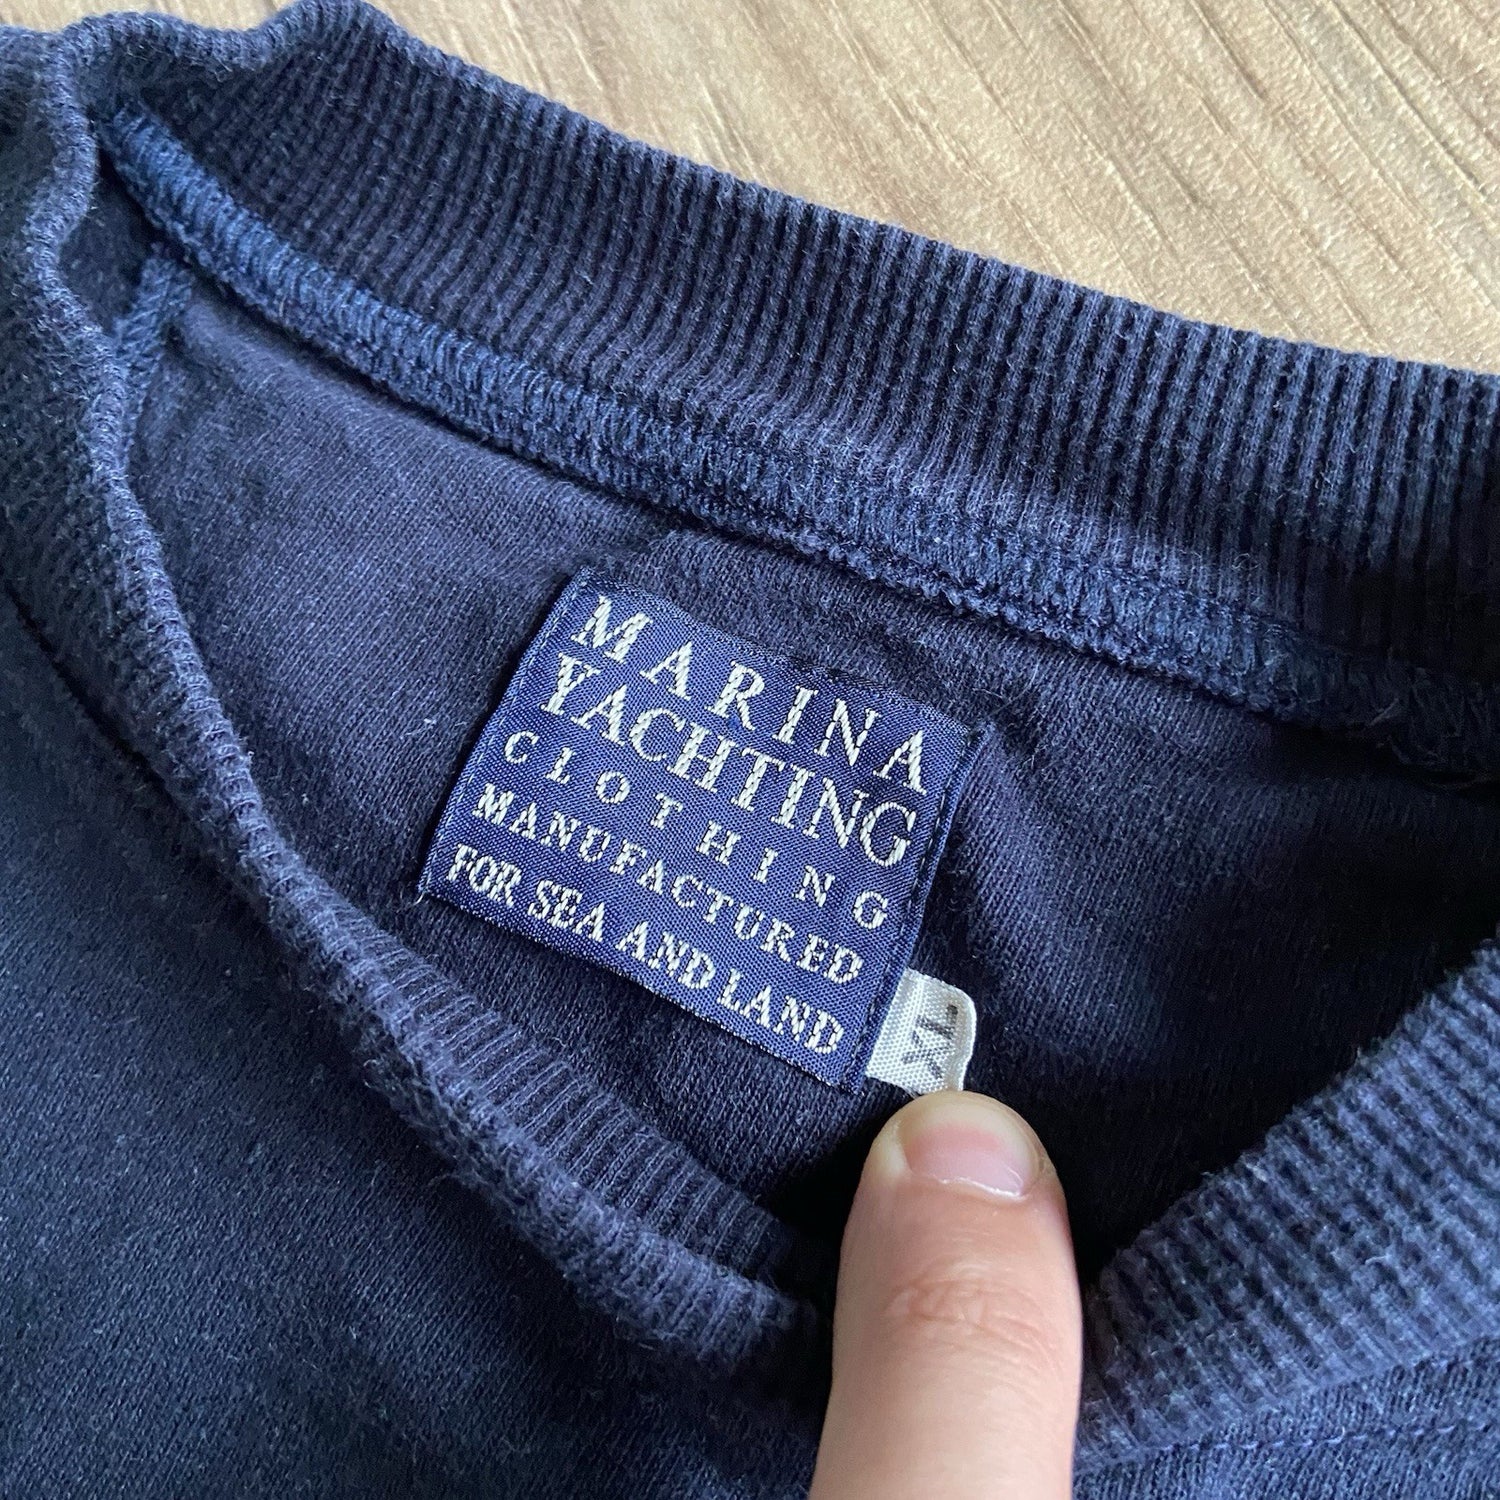 MARINA
YACHTING
CLOTHING
MANUFACTURED
FOR SEA AND LAND
XL